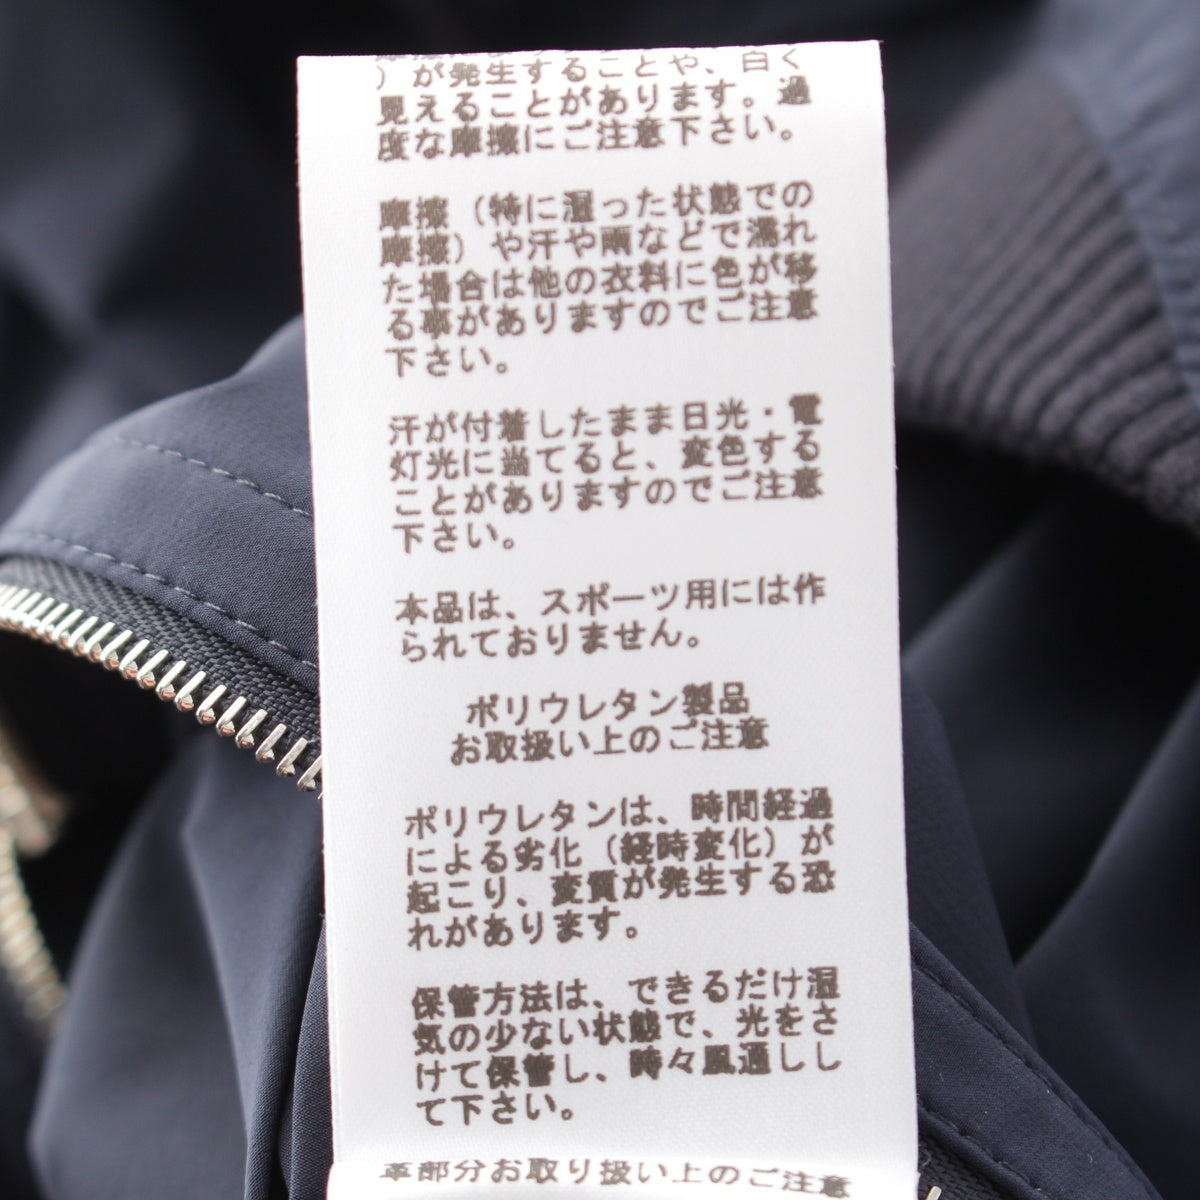 ）が発生することや、白く
見えることがあります。過
度な摩擦にご注意下さい。
摩擦（特に湿った状態での
摩擦）や汗や雨などで濡れ
た場合は他の衣料に色が移
る事がありますのでご注意
下さい。
汗が付着したまま日光・電
灯光に当てると、変色する
ことがありますのでご注意
下さい。
本品は、スポーツ用には作
られておりません。
ポリウレタン製品
お取扱い上のご注意
ポリウレタンは、時間経過
による劣化（経時変化）が
起こり、変質が発生する恐
れがあります。
保管方法は、できるだけ湿
気の少ない状態で、光をさ
けて保管し、時々風通しし
て下さい。
革部分お取り扱い上のご注意